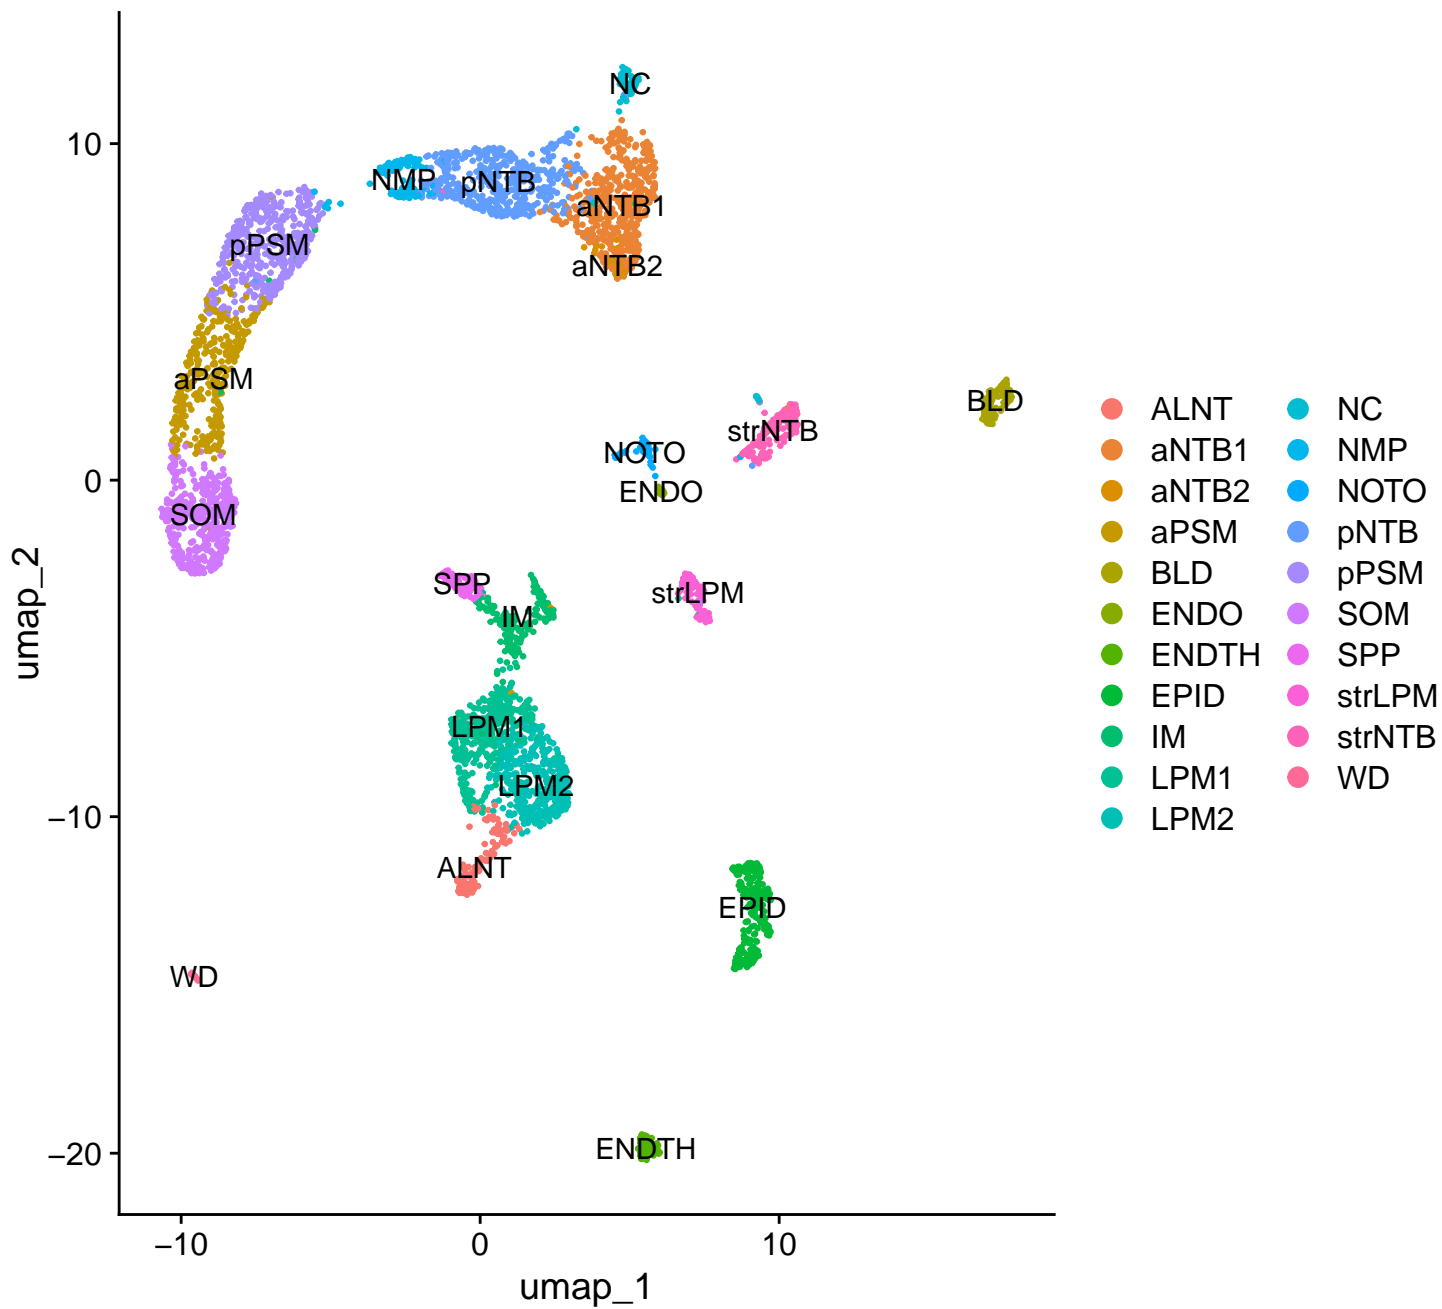 NC
10
NMP
pNTB
aNTB1
pPSM
aNTB2
aPSM
BLD
strNTB
NOTO
0
ENDO
SOM
SPP
strLPM
IM
LPM1
LPM2
−10
ALNT
EPID
WD
−20
ENDTH
−10 0 10
umap_1
umap_2
ALNT
aNTB1
aNTB2
aPSM
BLD
ENDO
ENDTH
EPID
IM
LPM1
LPM2
NC
NMP
NOTO
pNTB
pPSM
SOM
SPP
strLPM
strNTB
WD